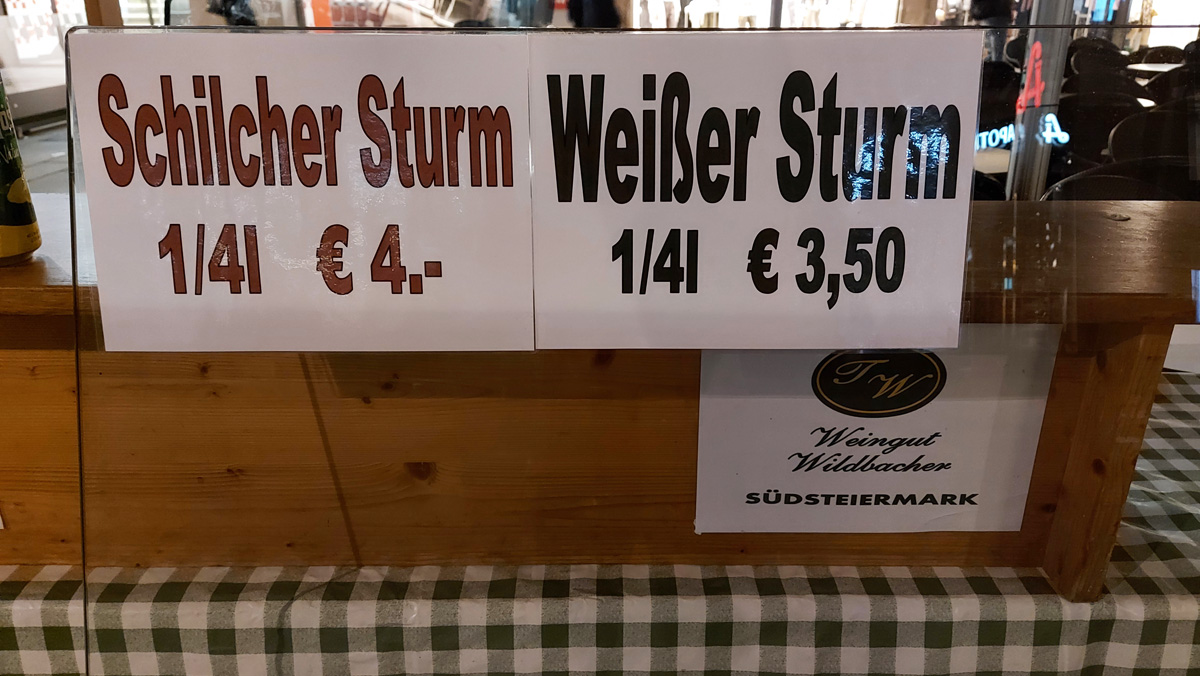 Schilcher Sturm
1/4l € 4.-
Weißer Sturm
1/4l € 3,50
TW
Weingut
Wildbacher
SÜDSTEIERMARK